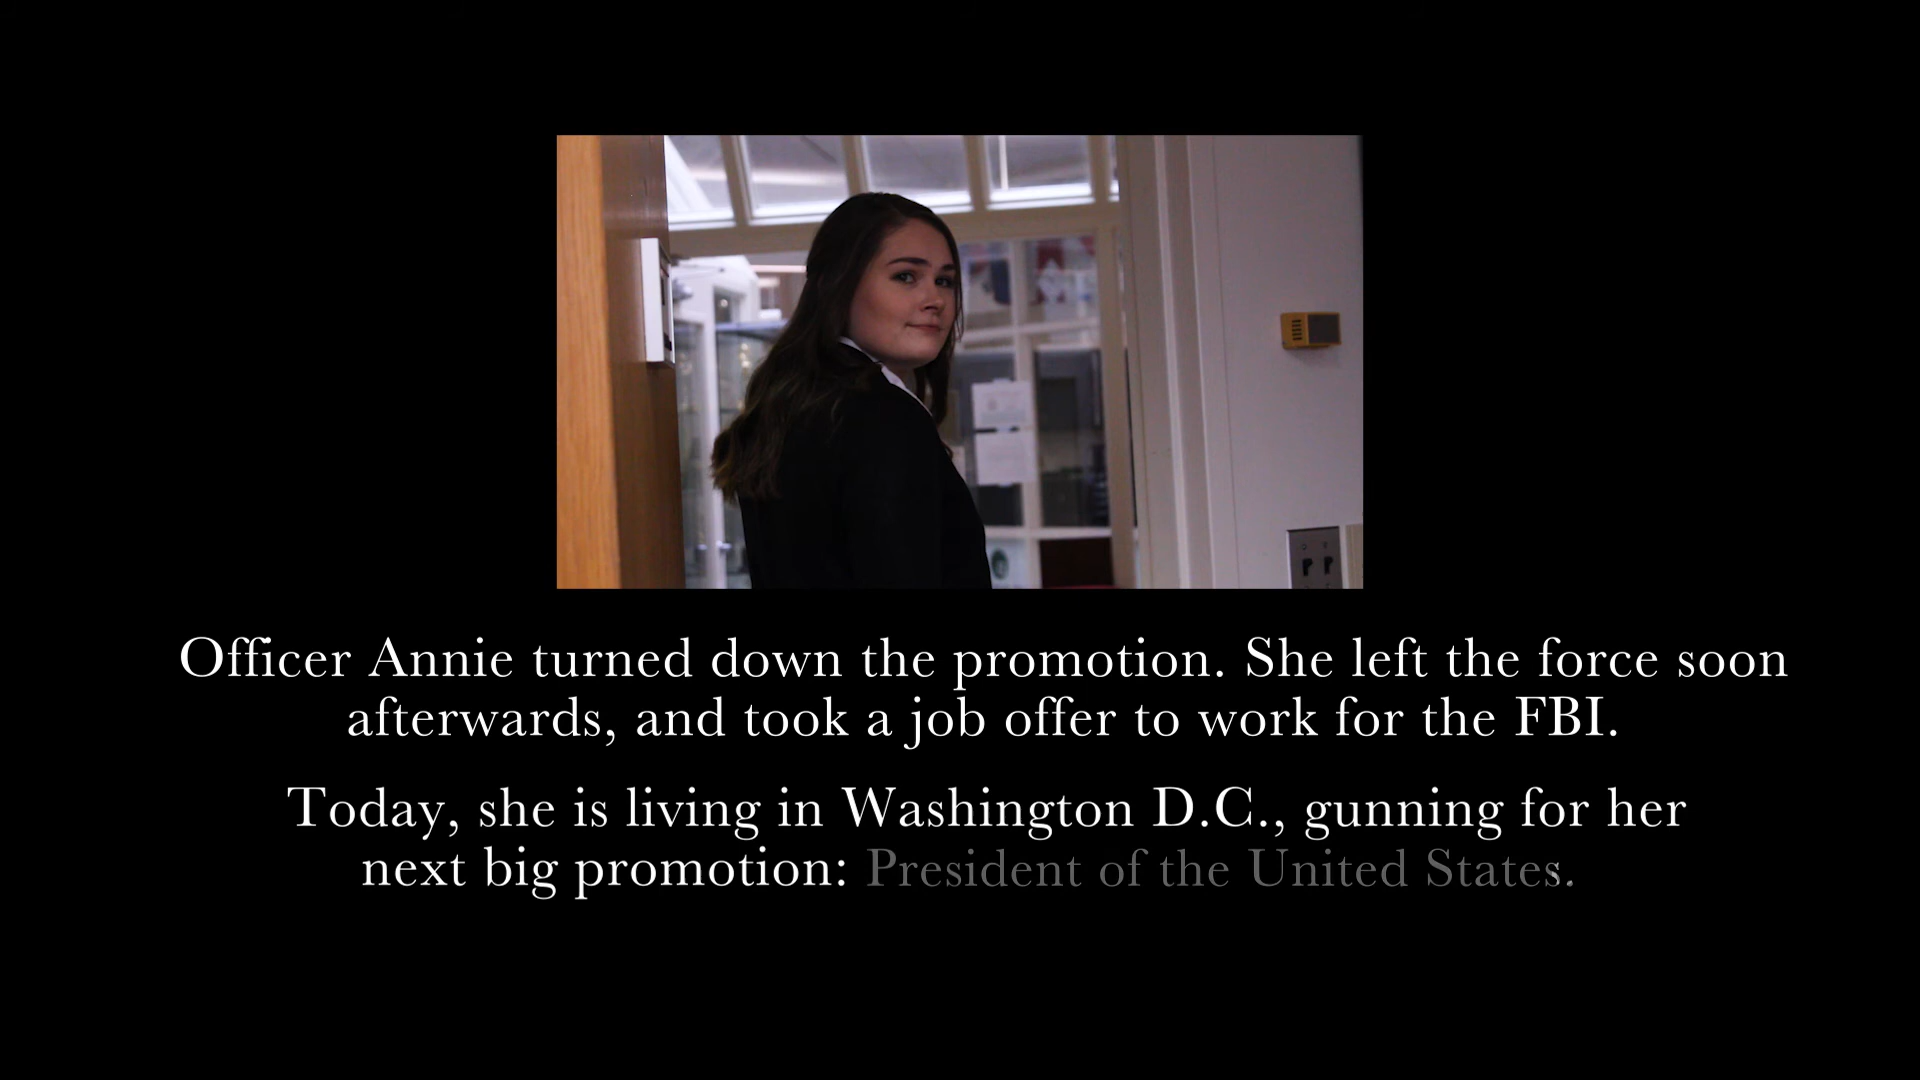 Officer Annie turned down the promotion. She left the force soon
afterwards, and took a job offer to work for the FBI.
Today, she is living in Washington D.C., gunning for her
next big promotion: President of the United States.